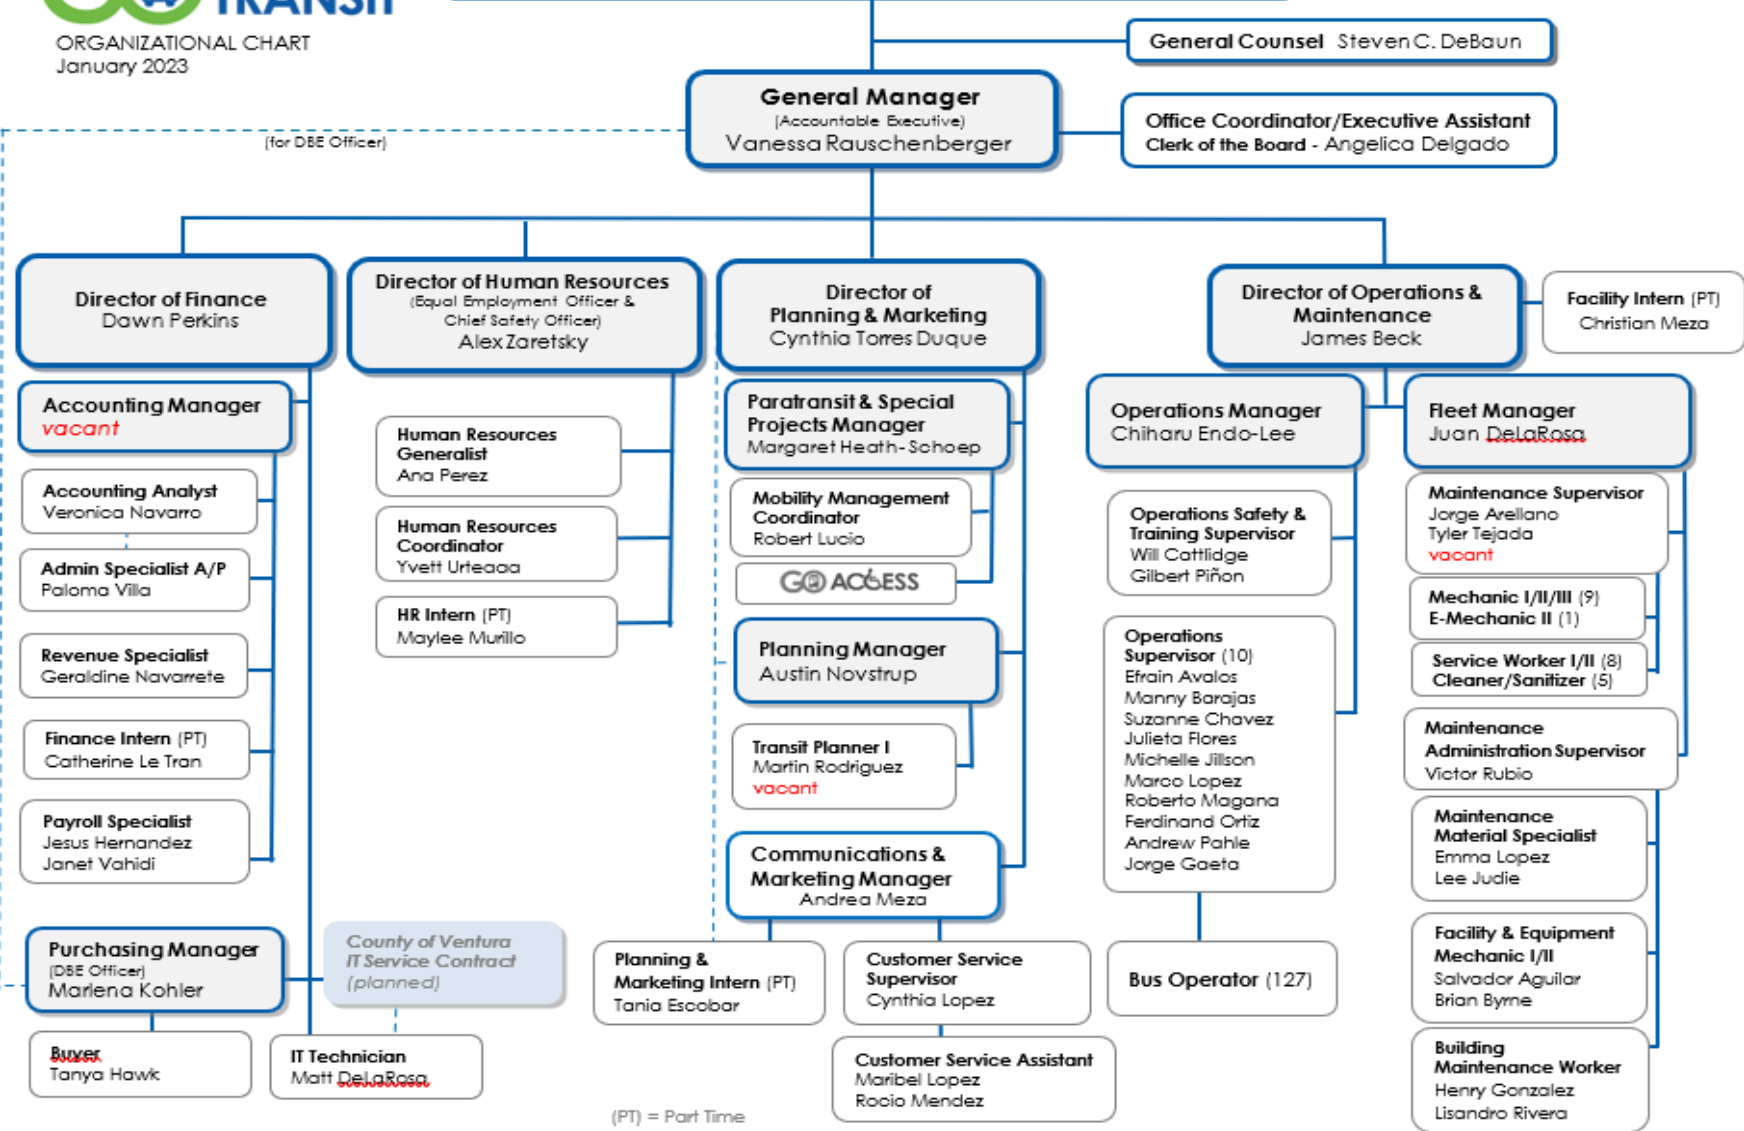 TRANSIT
ORGANIZATIONAL CHART
January 2023
General Counsel Steven C. DeBaun
General Manager
(Accountable Executive)
Vanessa Rauschenberger
Office Coordinator/Executive Assistant
Clerk of the Board - Angelica Delgado
(for DBE Officer)
Director of Finance
Dawn Perkins
Director of Human Resources
(Equal Employment Officer &
Chief Safety Officer)
Alex Zaretsky
Director of
Planning & Marketing
Cynthia Torres Duque
Director of Operations &
Maintenance
James Beck
Facility Intern (PT)
Christian Meza
Accounting Manager
vacant
Accounting Analyst
Veronica Navarro
Admin Specialist A/P
Paloma Villa
Revenue Specialist
Geraldine Navarrete
Finance Intern (PT)
Catherine Le Tran
Payroll Specialist
Jesus Hernandez
Janet Vahidi
Purchasing Manager
(DBE Officer)
Marlena Kohler
Buyer
Tanya Hawk
County of Ventura
IT Service Contract
(planned)
IT Technician
Matt DeLaRosa
Human Resources
Generalist
Ana Perez
Human Resources
Coordinator
Yvett Urteaga
HR Intern (PT)
Maylee Murillo
Paratransit & Special
Projects Manager
Margaret Heath-Schoep
Mobility Management
Coordinator
Robert Lucio
GO ACCESS
Planning Manager
Austin Novstrup
Transit Planner I
Martin Rodriguez
vacant
Communications &
Marketing Manager
Andrea Meza
Planning &
Marketing Intern (PT)
Tania Escobar
Customer Service
Supervisor
Cynthia Lopez
Customer Service Assistant
Maribel Lopez
Rocio Mendez
Operations Manager
Chiharu Endo-Lee
Operations Safety &
Training Supervisor
Will Cattlidge
Gilbert Piñon
Operations
Supervisor (10)
Efrain Avalos
Manny Barajas
Suzanne Chavez
Julieta Flores
Michelle Jillson
Marco Lopez
Roberto Magana
Ferdinand Ortiz
Andrew Pahle
Jorge Gaeta
Bus Operator (127)
Fleet Manager
Juan DeLaRosa
Maintenance Supervisor
Jorge Arellano
Tyler Tejada
vacant
Mechanic I/II/III (9)
E-Mechanic II (1)
Service Worker I/II (8)
Cleaner/Sanitizer (5)
Maintenance
Administration Supervisor
Victor Rubio
Maintenance
Material Specialist
Emma Lopez
Lee Judie
Facility & Equipment
Mechanic I/II
Salvador Aguilar
Brian Byrne
Building
Maintenance Worker
Henry Gonzalez
Lisandro Rivera
(PT) = Part Time